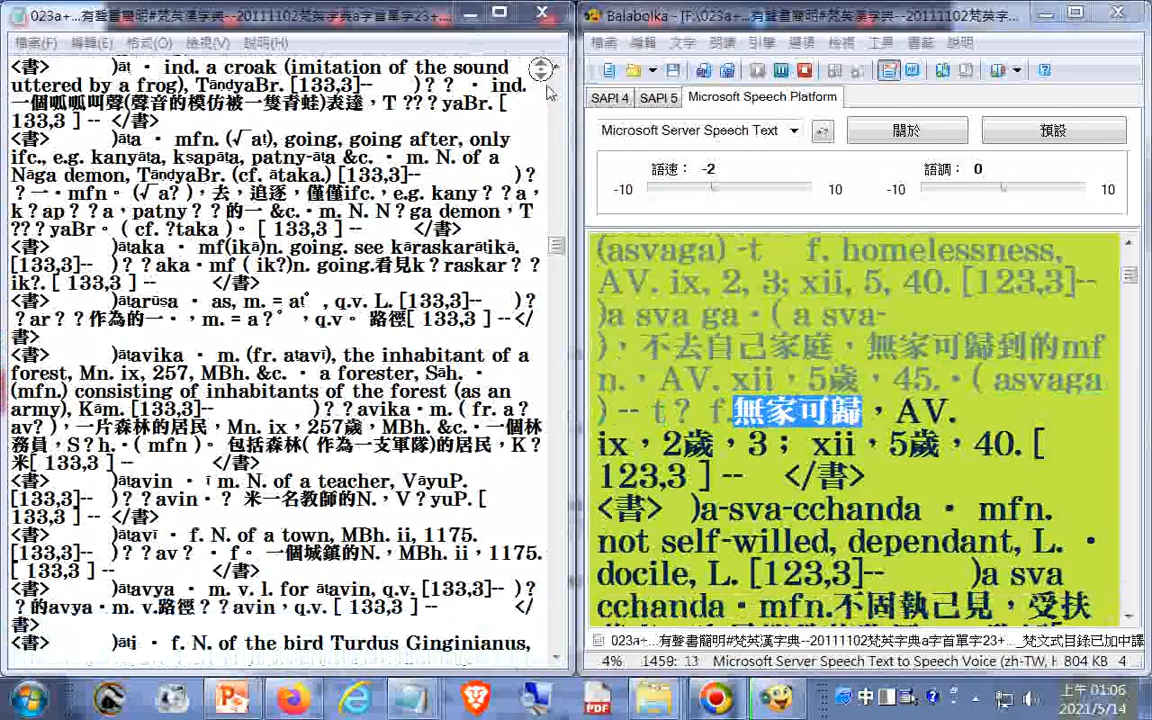 023a+...有聲書簡明#梵英漢字典--20111102梵英字典a字首單字23+...
檔案(F) 編輯(E) 格式(O) 檢視(V) 說明(H)
<書> )āṭ ‧ ind. a croak (imitation of the sound
uttered by a frog), TāṇḍyaBr. [133,3]-- )? ? ‧ ind.
一個呱呱叫聲(聲音的模仿被一隻青蛙)表達，T ???yaBr. [
133,3 ] -- </書>
<書> )āṭa ‧ mfn. (√aṭ), going, going after, only
ifc., e.g. kanyāṭa, kṣapāṭa, patny-āṭa &c. ‧ m. N. of a
Nāga demon, TāṇḍyaBr. (cf. āṭaka.) [133,3]-- )?
?一‧mfn。 (√a?)，去，追逐，僅僅ifc，e.g. kany ? ? a，
k ? ap ? ? a，patny ? ?的一 &c.‧m. N. N ? ga demon，T
???yaBr。( cf. ?taka )。[ 133,3 ] -- </書>
<書> )āṭaka ‧ mf(ikā)n. going. see kāraskarāṭikā.
[133,3]-- )? ? aka‧mf ( ik?)n. going.看見k ? raskar ? ?
ik?. [ 133,3 ] -- </書>
<書> )āṭarūṣa ‧ as, m. = aṭ˚ , q.v. L. [133,3]-- )?
? ar ? ?作為的一‧，m. = a ? ˚ ，q.v。 路徑[ 133,3 ] --</
書>
<書> )āṭavika ‧ m. (fr. aṭavī), the inhabitant of a
forest, Mn. ix, 257, MBh. &c. ‧ a forester, Sāh. ‧
(mfn.) consisting of inhabitants of the forest (as an
army), Kām. [133,3]-- )? ? avika‧m. ( fr. a ?
av? )，一片森林的居民，Mn. ix，257歲，MBh. &c.‧一個林
務員，S ? h.‧( mfn ) 。 包括森林( 作為一支軍隊)的居民，K ?
米[ 133,3 ] -- </書>
<書> )āṭavin ‧ ī m. N. of a teacher, VāyuP.
[133,3]-- )? ? avin‧ ? 米一名教師的N.，V ? yuP. [
133,3 ] -- </書>
<書> )āṭavī ‧ f. N. of a town, MBh. ii, 1175.
[133,3]-- )? ? av?‧f。 一個城鎮的N.，MBh. ii，1175.
[ 133,3 ] -- </書>
<書> )āṭavya ‧ m. v. l. for āṭavin, q.v. [133,3]-- )?
?的avya‧m. v.路徑? ? avin，q.v. [ 133,3 ] -- </
書>
<書> )āṭi ‧ f. N. of the bird Turdus Ginginianus,
Balabolka - [F:\023a+...有聲書簡明#梵英漢字典--20111102梵英字...
檔案 編輯 文字 朗讀 引擎 選項 檢視 工具 書籤 說明
SAPI 4 SAPI 5 Microsoft Speech Platform
Microsoft Server Speech Text 關於 預設
語速： -2 語調： 0
-10 10 -10 10
(asvaga) -t f. homelessness,
AV. ix, 2, 3; xii, 5, 40. [123,3]--
)a sva ga‧( a sva-
)，不去自己家庭，無家可歸到的mf
n.，AV. xii，5歲，45.‧( asvaga
) -- t ? f.無家可歸，AV.
ix，2歲，3； xii，5歲，40. [
123,3 ] -- </書>
<書> )a-sva-cchanda ‧ mfn.
not self-willed, dependant, L. ‧
docile, L. [123,3]-- )a sva
cchanda‧mfn.不固執己見，受扶
023a+...有聲書簡明#梵英漢字典--20111102梵英字典a字首單字23+..._梵文式目錄已加中譯
4% 1459: 13 Microsoft Server Speech Text to Speech Voice (zh-TW, H 804 KB 4
中 上午 01:06
2021/5/14